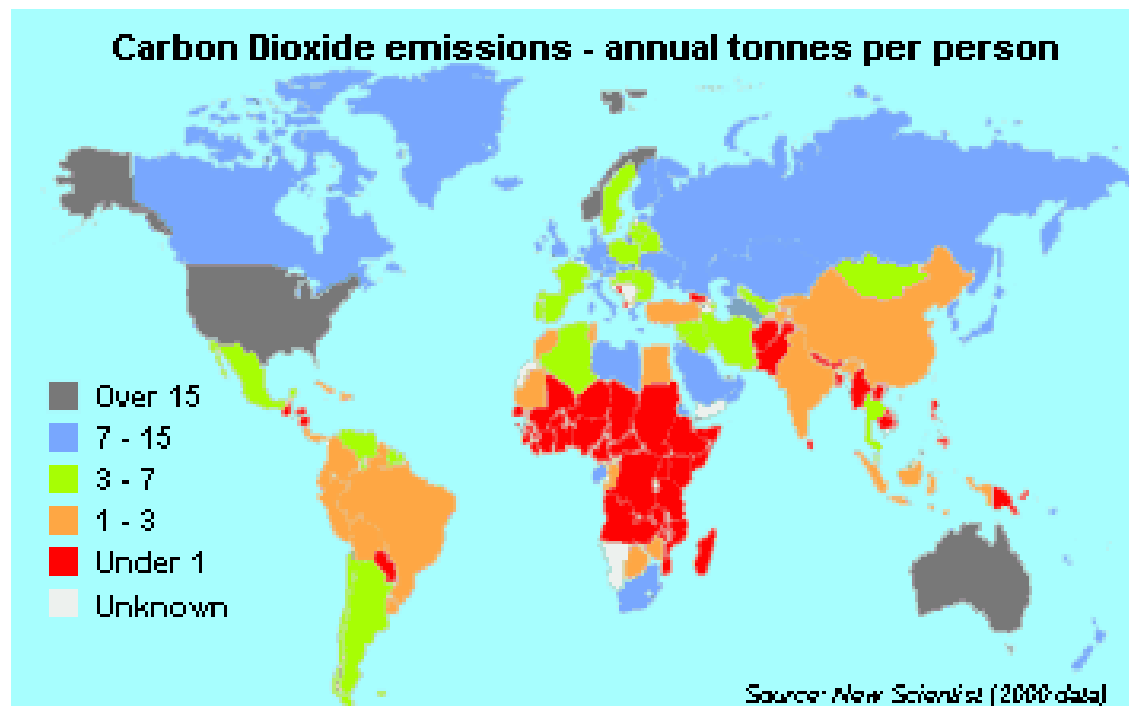 Carbon Dioxide emissions - annual tonnes per person
Over 15
7 - 15
3 - 7
1 - 3
Under 1
Unknown
Source: New Scientist (2000 data)